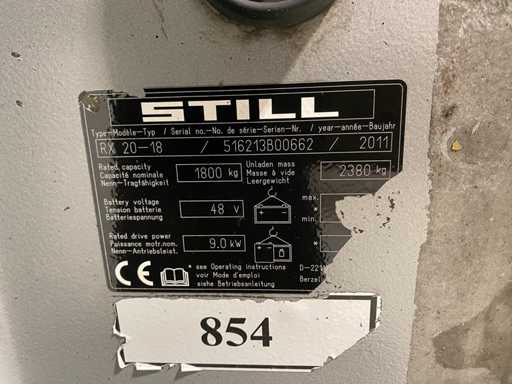 STILL
Type-Modèle-Typ / Serial no.-No. de série-Serien-Nr. / year-année-Baujahr
RX 20-18 / 516213B00662 / 2011
Rated capacity
Capacité nominale
Nenn-Tragfähigkeit
1800 kg
Unladen mass
Masse à vide
Leergewicht
2380 kg
Battery voltage
Tension batterie
Batteriespannung
48 V
max.
*
min.
Rated drive power
Puissance motr.nom.
Nenn-Antriebsleist.
9.0 kW
*
CE
* see Operating instructions
voir Mode d'emploi
siehe Betriebsanleitung
854